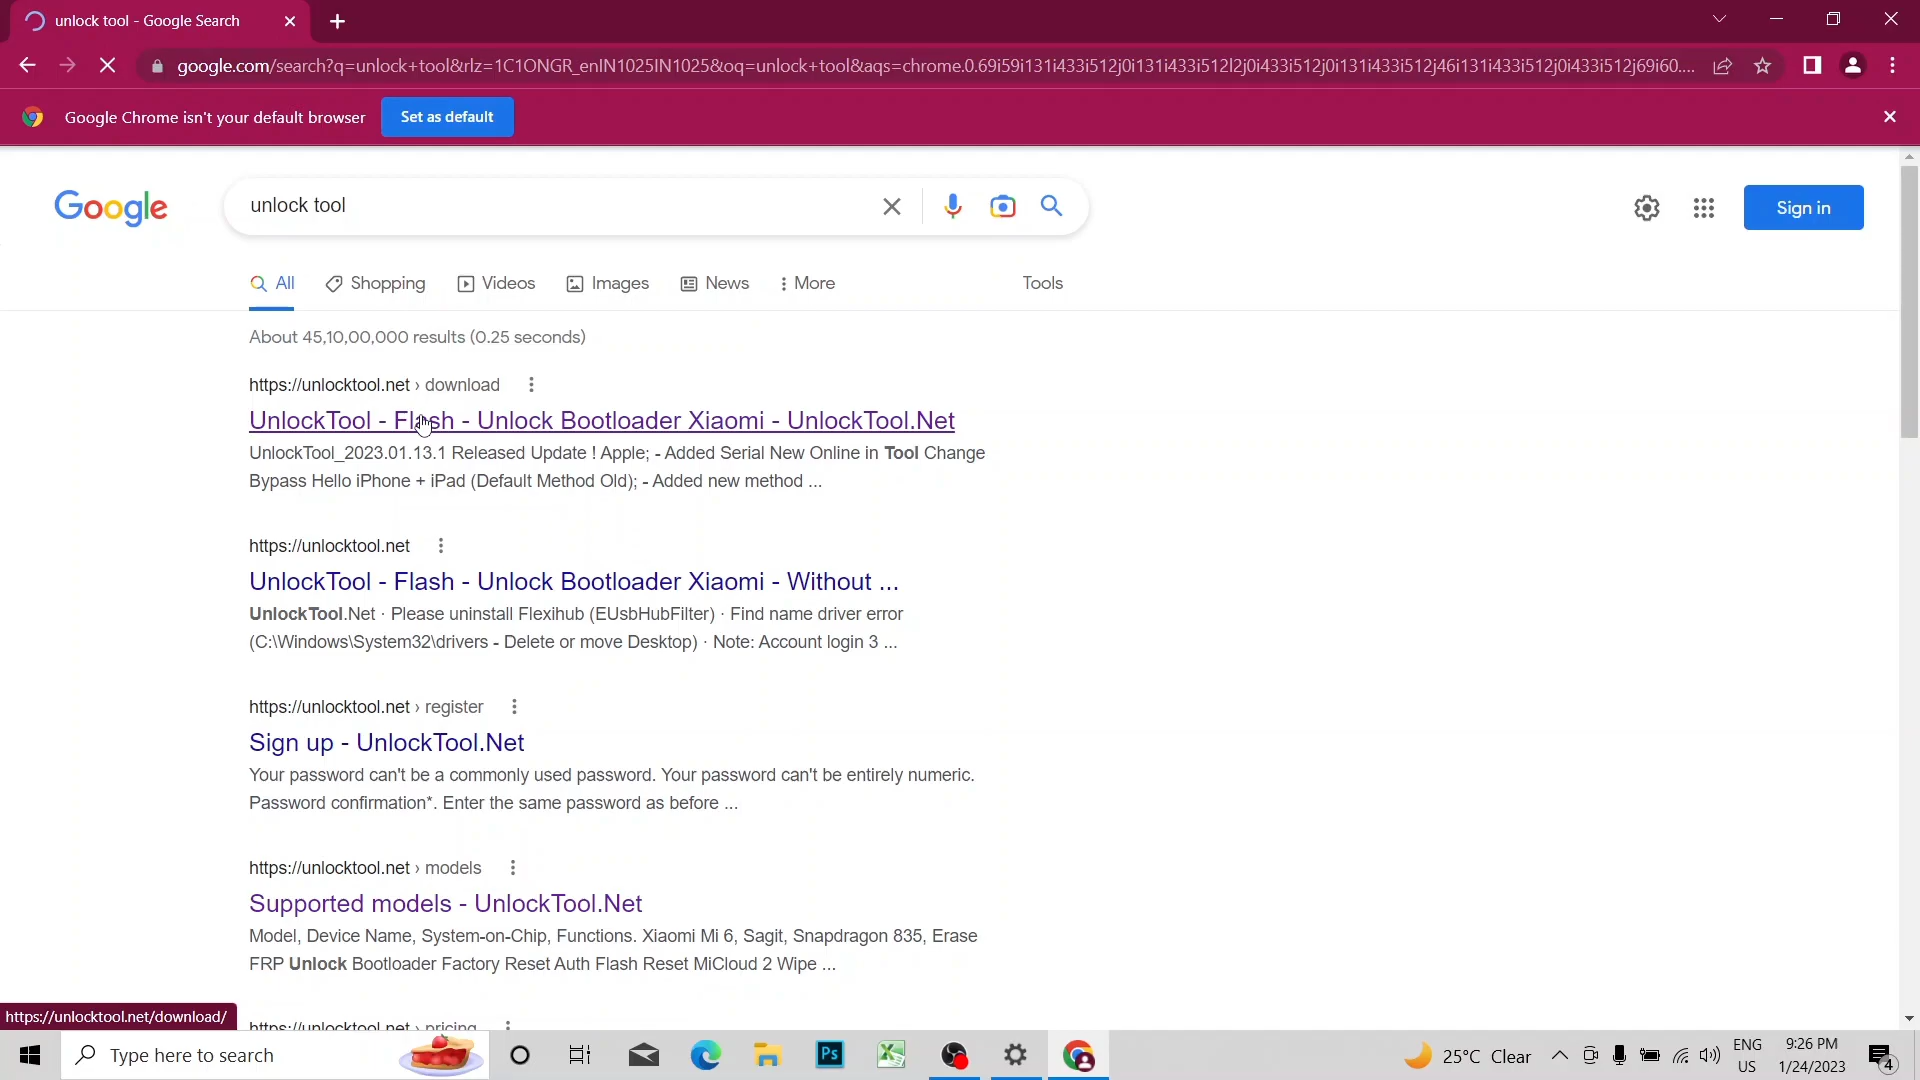 unlock tool - Google Search
google.com/search?q=unlock+tool&rlz=1C1ONGR_enIN1025IN1025&oq=unlock+tool&aqs=chrome.0.69i59i131i433i512j0i131i433i512l2j0i433i512j0i131i433i512j46i131i433i512j0i433i512j69i60....
Google Chrome isn't your default browser Set as default
Google
unlock tool
Sign in
All Shopping Videos Images News More Tools
About 45,10,00,000 results (0.25 seconds)
https://unlocktool.net › download
UnlockTool - Flash - Unlock Bootloader Xiaomi - UnlockTool.Net
UnlockTool_2023.01.13.1 Released Update ! Apple; - Added Serial New Online in Tool Change
Bypass Hello iPhone + iPad (Default Method Old); - Added new method ...
https://unlocktool.net
UnlockTool - Flash - Unlock Bootloader Xiaomi - Without ...
UnlockTool.Net · Please uninstall Flexihub (EUsbHubFilter) · Find name driver error
(C:\Windows\System32\drivers - Delete or move Desktop) · Note: Account login 3 ...
https://unlocktool.net › register
Sign up - UnlockTool.Net
Your password can't be a commonly used password. Your password can't be entirely numeric.
Password confirmation*. Enter the same password as before ...
https://unlocktool.net › models
Supported models - UnlockTool.Net
Model, Device Name, System-on-Chip, Functions. Xiaomi Mi 6, Sagit, Snapdragon 835, Erase
FRP Unlock Bootloader Factory Reset Auth Flash Reset MiCloud 2 Wipe ...
https://unlocktool.net › pricing
https://unlocktool.net/download/
Type here to search
Ps
25°C Clear
ENG
US
9:26 PM
1/24/2023
4